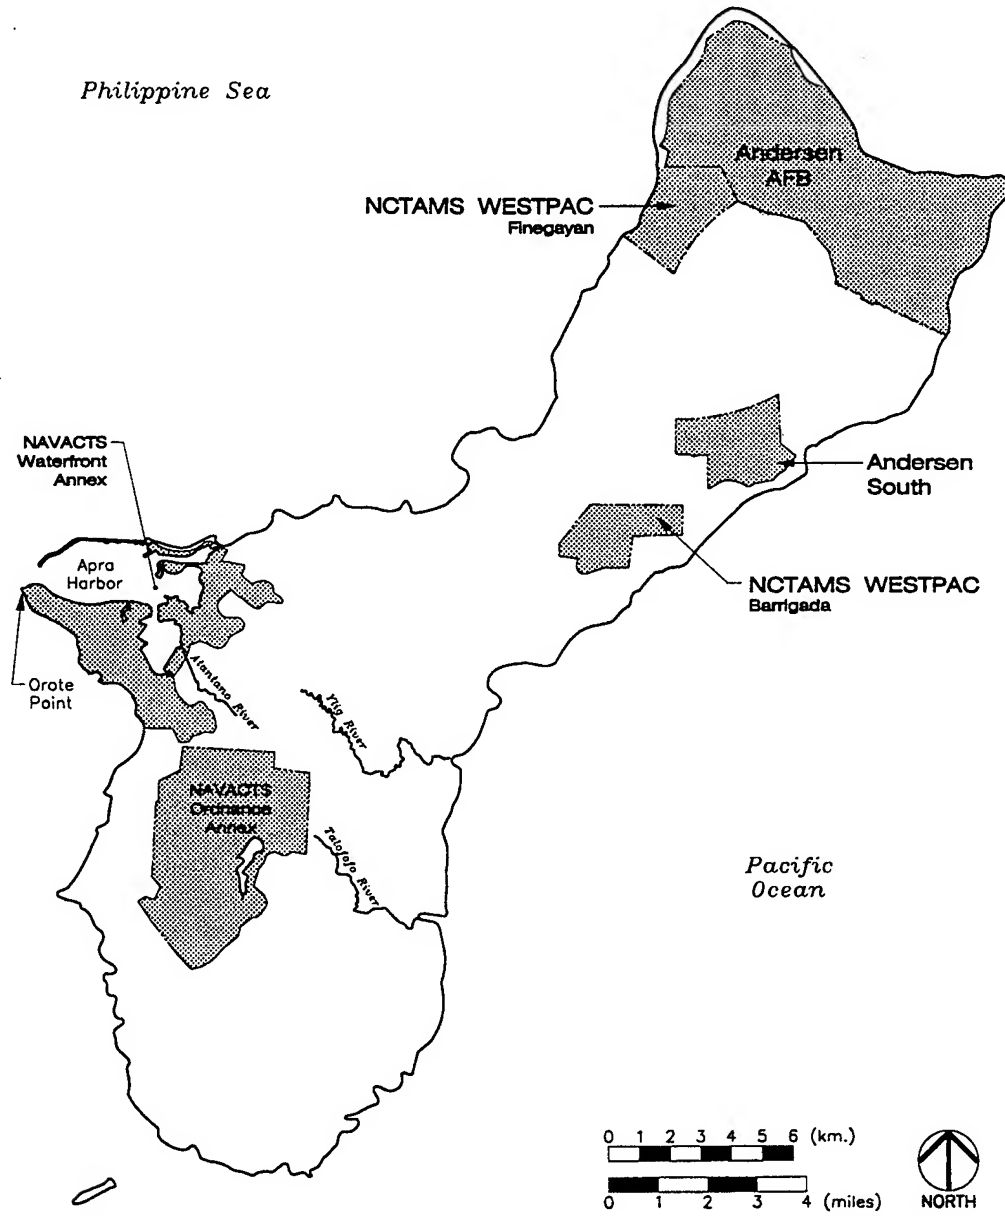 Philippine Sea
Andersen
AFB
NCTAMS WESTPAC
Finegayan
NAVACTS
Waterfront
Annex
Andersen
South
Apra
Harbor
NCTAMS WESTPAC
Barrigada
Orote
Point
Atantano River
Ylig River
NAVACTS
Ordnance
Annex
Talofofo River
Pacific
Ocean
0 1 2 3 4 5 6 (km.)
0 1 2 3 4 (miles)
NORTH